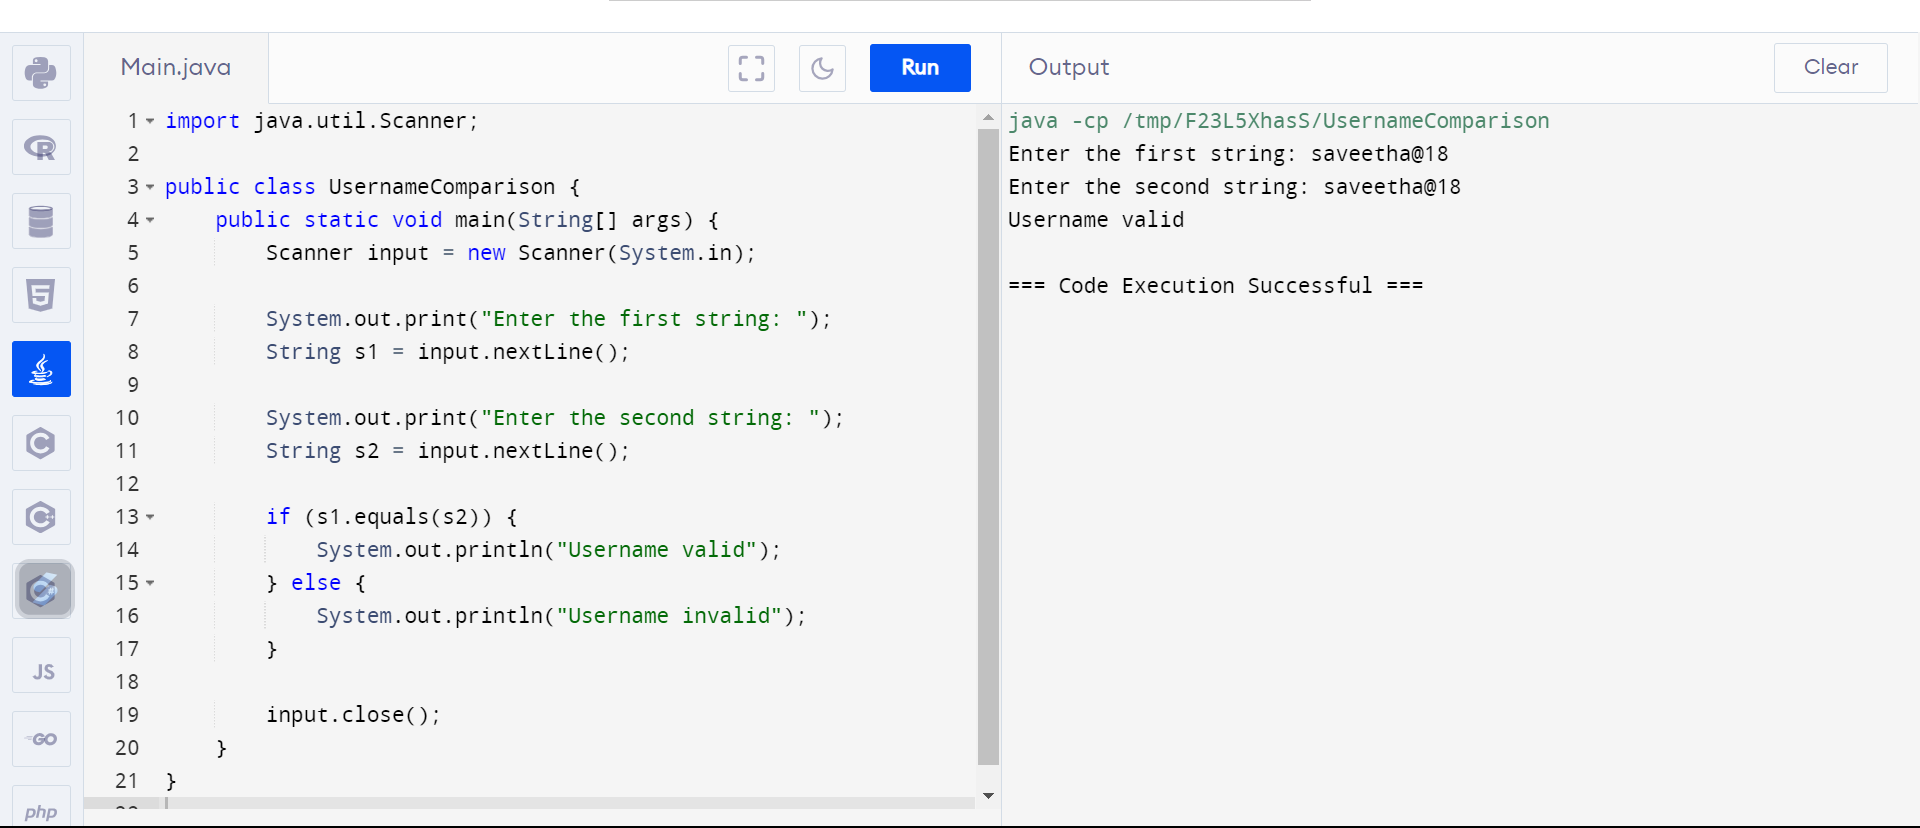 Main.java
Run
Output
Clear
1 import java.util.Scanner;
2
3 public class UsernameComparison {
4 public static void main(String[] args) {
5 Scanner input = new Scanner(System.in);
6
7 System.out.print("Enter the first string: ");
8 String s1 = input.nextLine();
9
10 System.out.print("Enter the second string: ");
11 String s2 = input.nextLine();
12
13 if (s1.equals(s2)) {
14 System.out.println("Username valid");
15 } else {
16 System.out.println("Username invalid");
17 }
18
19 input.close();
20 }
21 }
java -cp /tmp/F23L5XhasS/UsernameComparison
Enter the first string: saveetha@18
Enter the second string: saveetha@18
Username valid
=== Code Execution Successful ===
R
5
C
C
C#
JS
GO
php